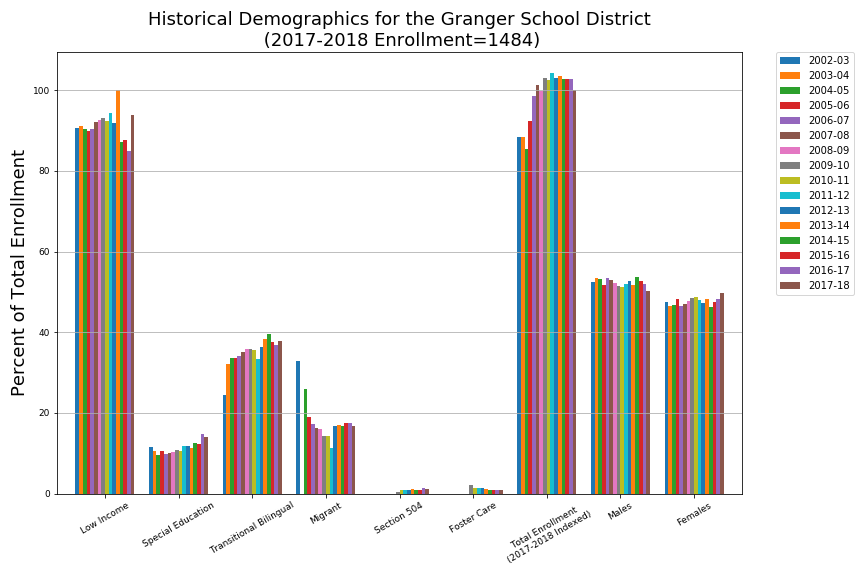 Historical Demographics for the Granger School District
(2017-2018 Enrollment=1484)
Percent of Total Enrollment
100
80
60
40
20
0
Low Income
Special Education
Transitional Bilingual
Migrant
Section 504
Foster Care
Total Enrollment
(2017-2018 Indexed)
Males
Females
2002-03
2003-04
2004-05
2005-06
2006-07
2007-08
2008-09
2009-10
2010-11
2011-12
2012-13
2013-14
2014-15
2015-16
2016-17
2017-18